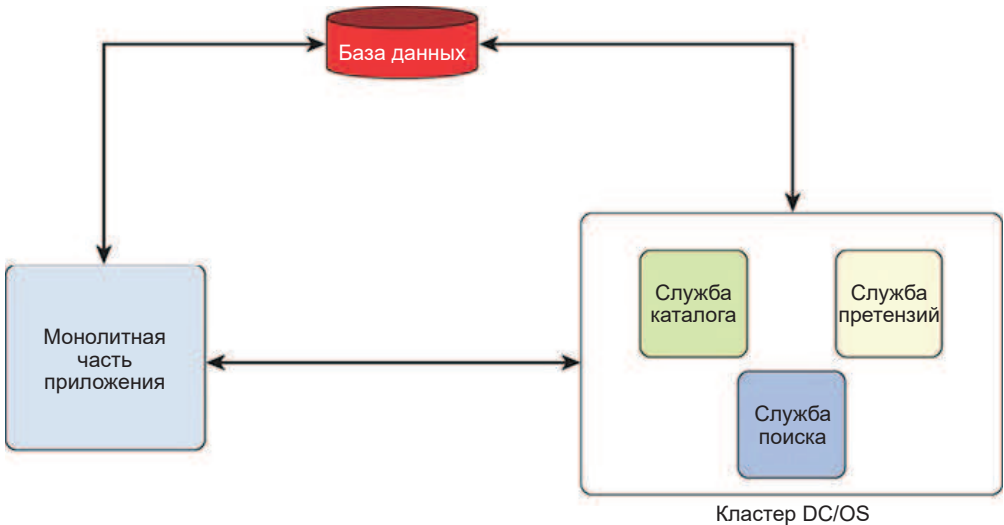 База данных
Монолитная
часть
приложения
Служба
каталога
Служба
претензий
Служба
поиска
Кластер DC/OS